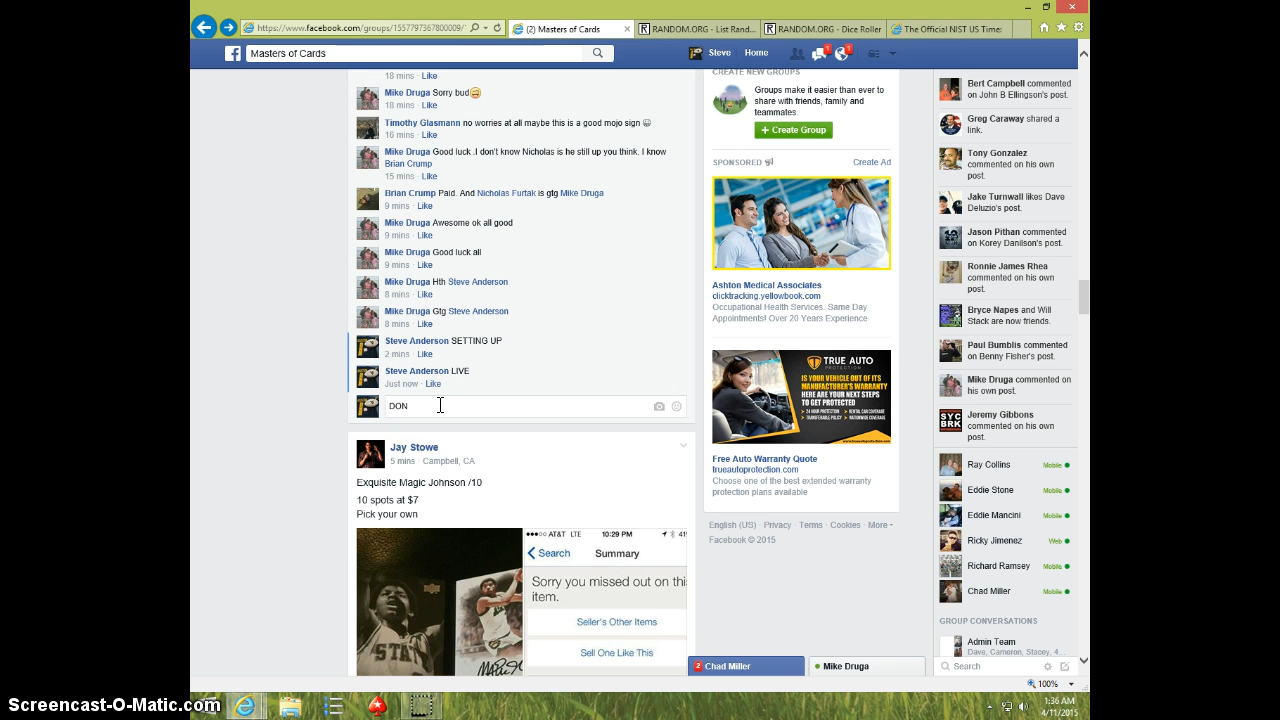 https://www.facebook.com/groups/1557797367800009/
(2) Masters of Cards
RANDOM.ORG - List Rand...
RANDOM.ORG - Dice Roller
The Official NIST US Time:
Masters of Cards
Steve
Home
1
1
18 mins · Like
Mike Druga Sorry bud
18 mins · Like
Timothy Glasmann no worries at all maybe this is a good mojo sign
16 mins · Like
Mike Druga Good luck .I don't know Nicholas is he still up you think. I know
Brian Crump
15 mins · Like
Brian Crump Paid. And Nicholas Furtak is gtg Mike Druga
9 mins · Like
Mike Druga Awesome ok all good
9 mins · Like
Mike Druga Good luck all
9 mins · Like
Mike Druga Hth Steve Anderson
8 mins · Like
Mike Druga Gtg Steve Anderson
8 mins · Like
Steve Anderson SETTING UP
2 mins · Like
Steve Anderson LIVE
Just now · Like
DON
Jay Stowe
5 mins · Campbell, CA
Exquisite Magic Johnson /10
10 spots at $7
Pick your own
STAT
AT&T LTE 10:29 PM
Search Summary
Sorry you missed out on this
item.
Seller's Other Items
Sell One Like This
CREATE NEW GROUPS
Groups make it easier than ever to
share with friends, family and
teammates.
+ Create Group
SPONSORED
Create Ad
Ashton Medical Associates
clicktracking.yellowbook.com
Occupational Health Services. Same Day
Appointments! Over 20 Years Experience
TRUE AUTO
PROTECTION
IS YOUR VEHICLE OUT OF ITS
MANUFACTURER'S WARRANTY?
HERE ARE YOUR NEXT STEPS
TO GET PROTECTED
Free Auto Warranty Quote
trueautoprotection.com
Choose one of the best extended warranty
protection plans available
English (US) · Privacy · Terms · Cookies · More
Facebook © 2015
Bert Campbell commented
on John B Ellingson's post.
Greg Caraway shared a
link.
Tony Gonzalez
commented on his own
post.
Jake Turnwall likes Dave
Deluzio's post.
Jason Pithan commented
on Korey Danilson's post.
Ronnie James Rhea
commented on his own
post.
Bryce Napes and Will
Stack are now friends.
Paul Bumblis commented
on Benny Fisher's post.
Mike Druga commented on
his own post.
SYC
BRK
Jeremy Gibbons
commented on his own
post.
Ray Collins Mobile
Eddie Stone Mobile
Eddie Mancini Mobile
Ricky Jimenez Web
Richard Ramsey Mobile
Chad Miller Mobile
GROUP CONVERSATIONS
Admin Team
Dave, Cameron, Stacey, 4...
Search
2 Chad Miller
Mike Druga
100%
Screencast-O-Matic.com
1:36 AM
4/11/2015